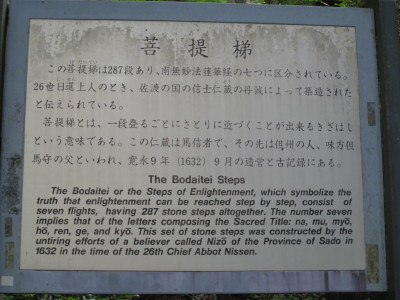 菩提梯
この菩提梯は287段あり、南無妙法蓮華経の七つに区分されている。
26世日遥上人のとき、佐渡の国の信士仁蔵の丹誠によって築造された
と伝えられている。
菩提梯とは、一段登るごとにさとりに近づくことが出来るきざはし
という意味である。この仁蔵は篤信者で、その先は信州の人、味方但
馬守の父といわれ、寛永9年（1632）9月の造営と古記録にある。
The Bodaitei Steps
The Bodaitei or the Steps of Enlightenment, which symbolize the
truth that enlightenment can be reached step by step, consist of
seven flights, having 287 stone steps altogether. The number seven
implies that of the letters composing the Sacred Title: na, mu, myō,
hō, ren, ge, and kyō. This set of stone steps was constructed by the
untiring efforts of a believer called Nizō of the Province of Sado in
1632 in the time of the 26th Chief Abbot Nissen.